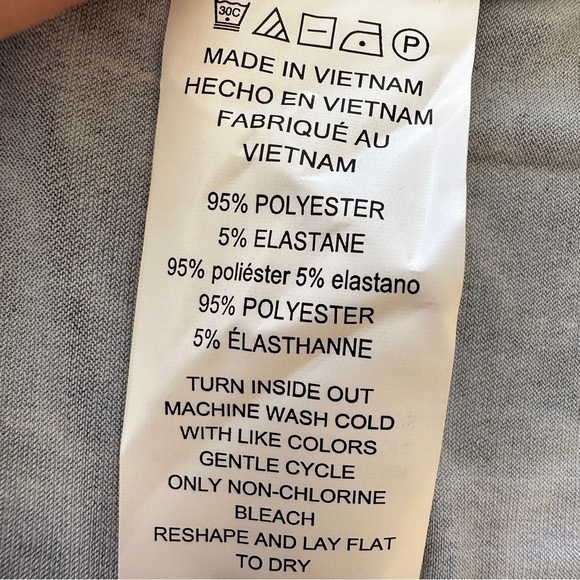 30C P
MADE IN VIETNAM
HECHO EN VIETNAM
FABRIQUÉ AU
VIETNAM
95% POLYESTER
5% ELASTANE
95% poliéster 5% elastano
95% POLYESTER
5% ÉLASTHANNE
TURN INSIDE OUT
MACHINE WASH COLD
WITH LIKE COLORS
GENTLE CYCLE
ONLY NON-CHLORINE
BLEACH
RESHAPE AND LAY FLAT
TO DRY